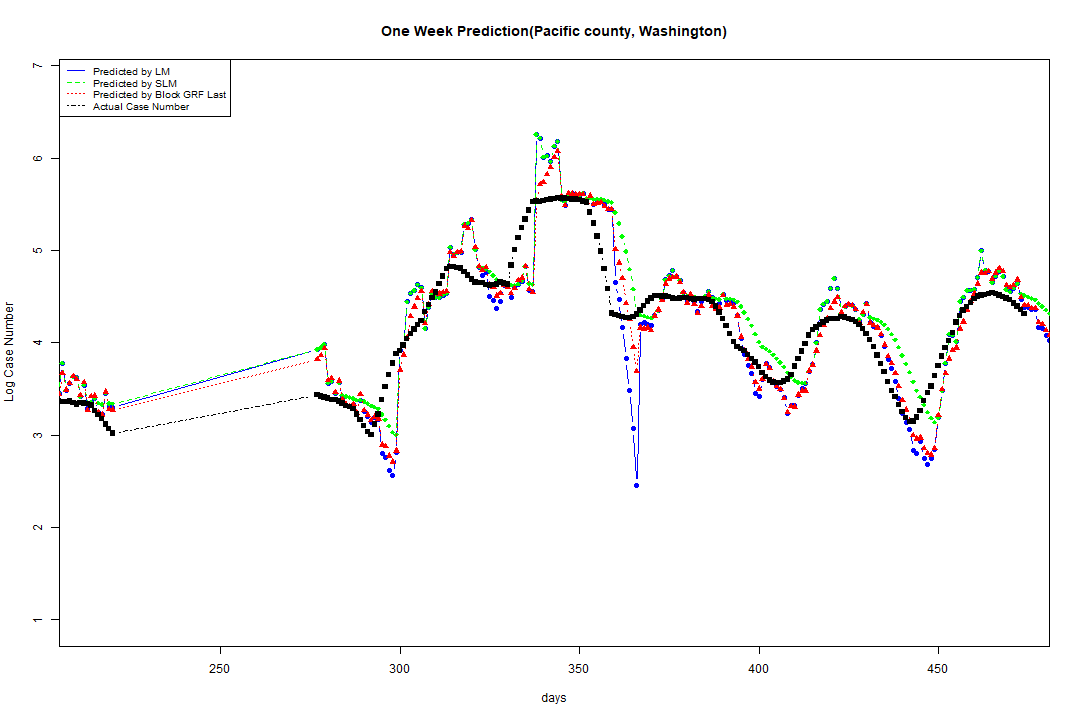 One Week Prediction(Pacific county, Washington)
Predicted by LM
Predicted by SLM
Predicted by Block GRF Last
Actual Case Number
7
6
5
4
3
2
1
Log Case Number
250 300 350 400 450
days